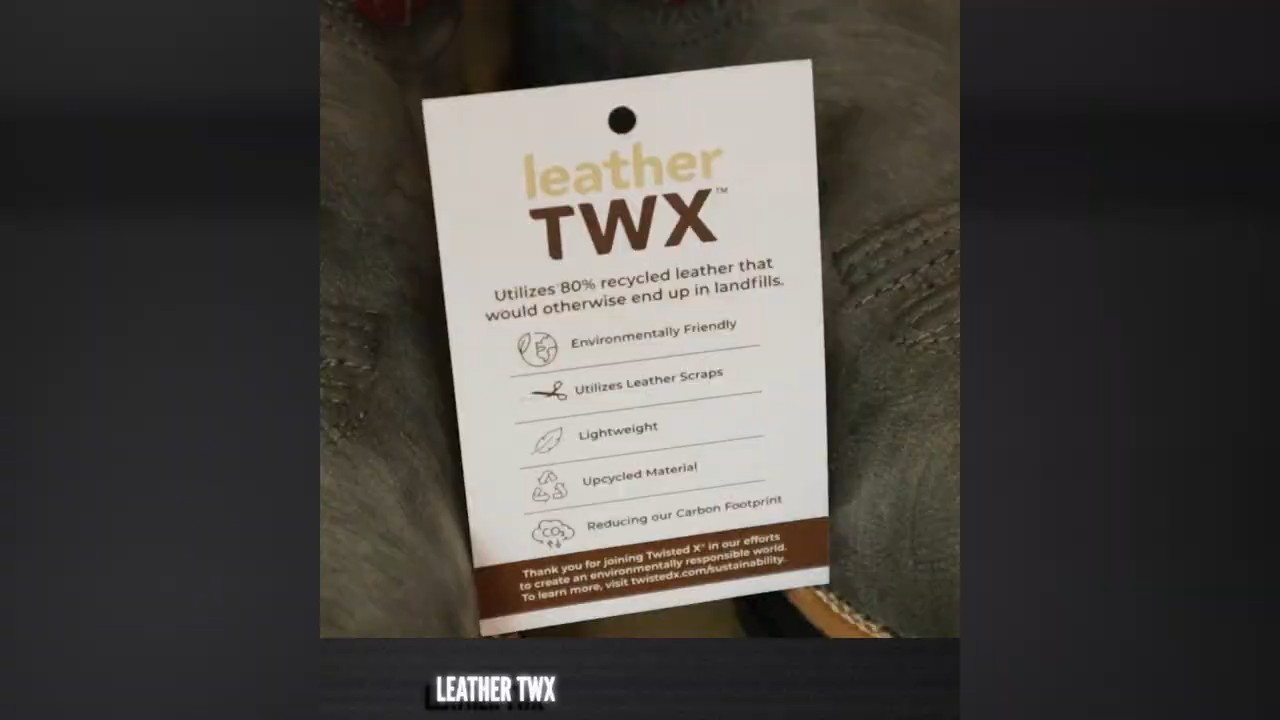 leather
TWX™
Utilizes 80% recycled leather that
would otherwise end up in landfills.
Environmentally Friendly
Utilizes Leather Scraps
Lightweight
Upcycled Material
CO₂
Reducing our Carbon Footprint
Thank you for joining Twisted X® in our efforts
to create an environmentally responsible world.
To learn more, visit twistedx.com/sustainability.
LEATHER TWX